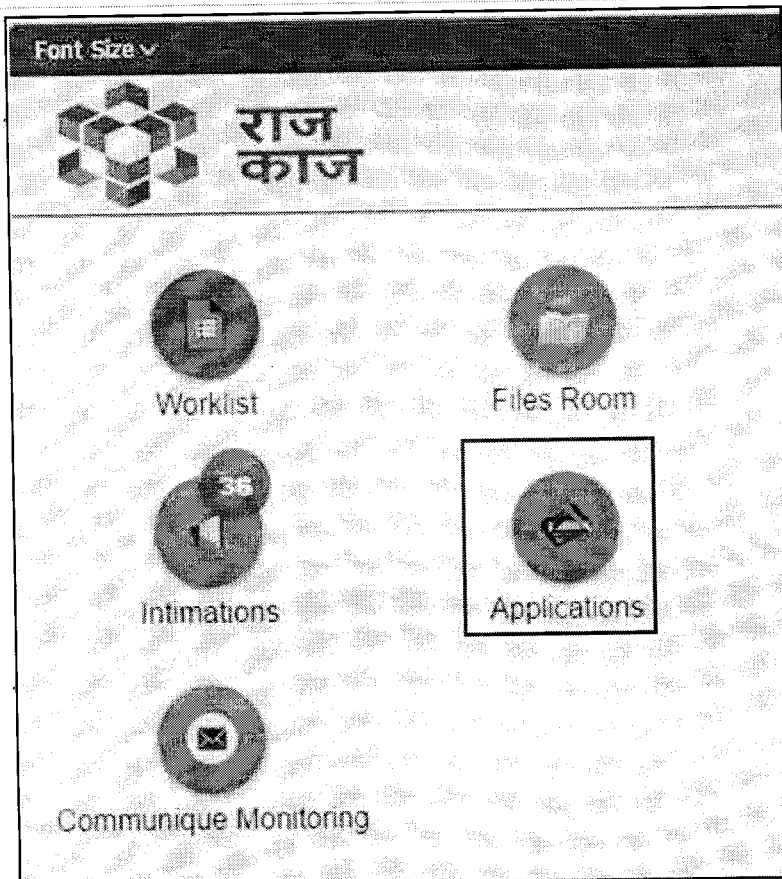 Font Size
राज
काज
Worklist
Files Room
36
Intimations
Applications
Communique Monitoring